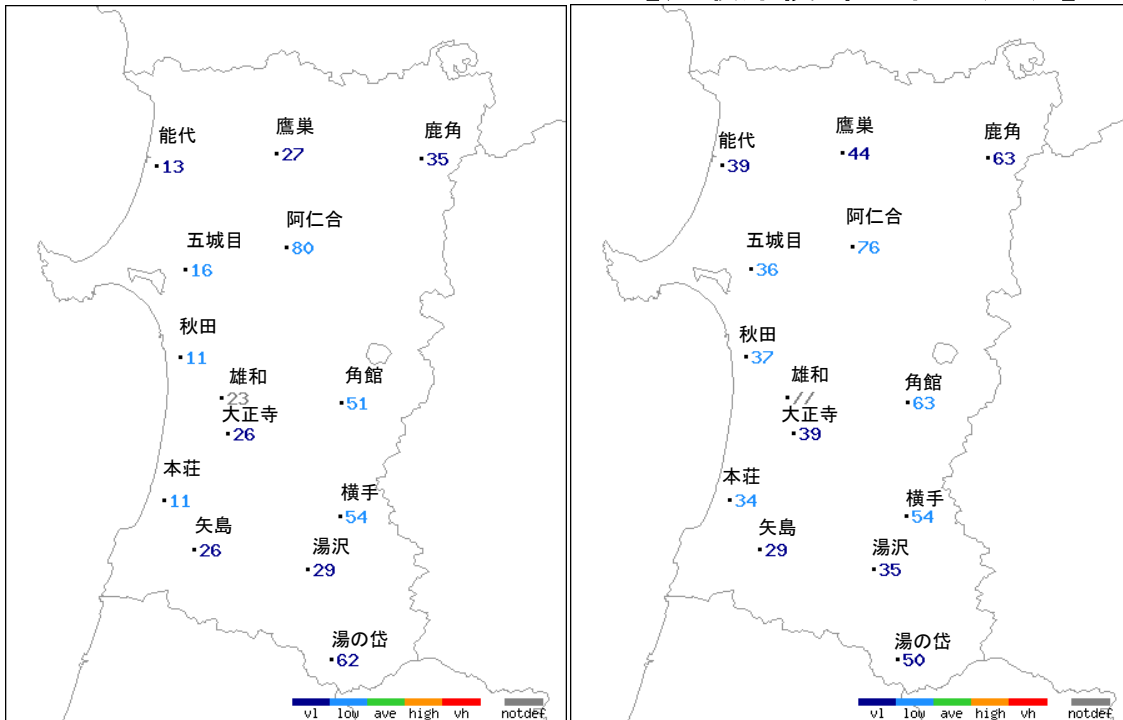 能代
13
鷹巣
27
鹿角
35
阿仁合
80
五城目
16
秋田
11
雄和
23
角館
51
大正寺
26
本荘
11
横手
54
矢島
26
湯沢
29
湯の岱
62
vl low ave high vh notdef
能代
39
鷹巣
44
鹿角
63
阿仁合
76
五城目
36
秋田
37
雄和
//
角館
63
大正寺
39
本荘
34
横手
54
矢島
29
湯沢
35
湯の岱
50
vl low ave high vh notdef